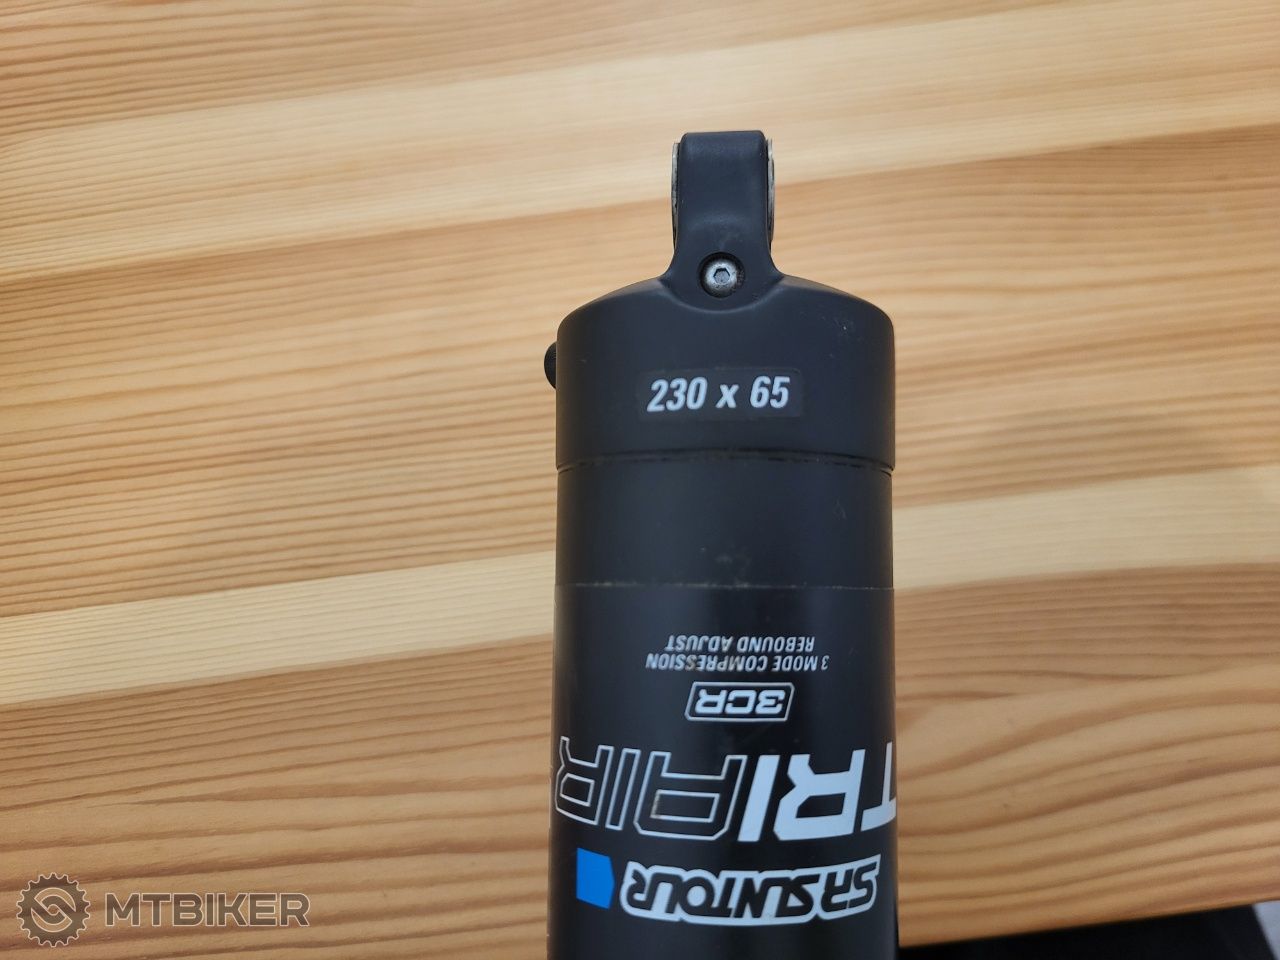 230 x 65
SR SUNTOUR
TRIAIR
3CR
3 MODE COMPRESSION
REBOUND ADJUST
MTBIKER